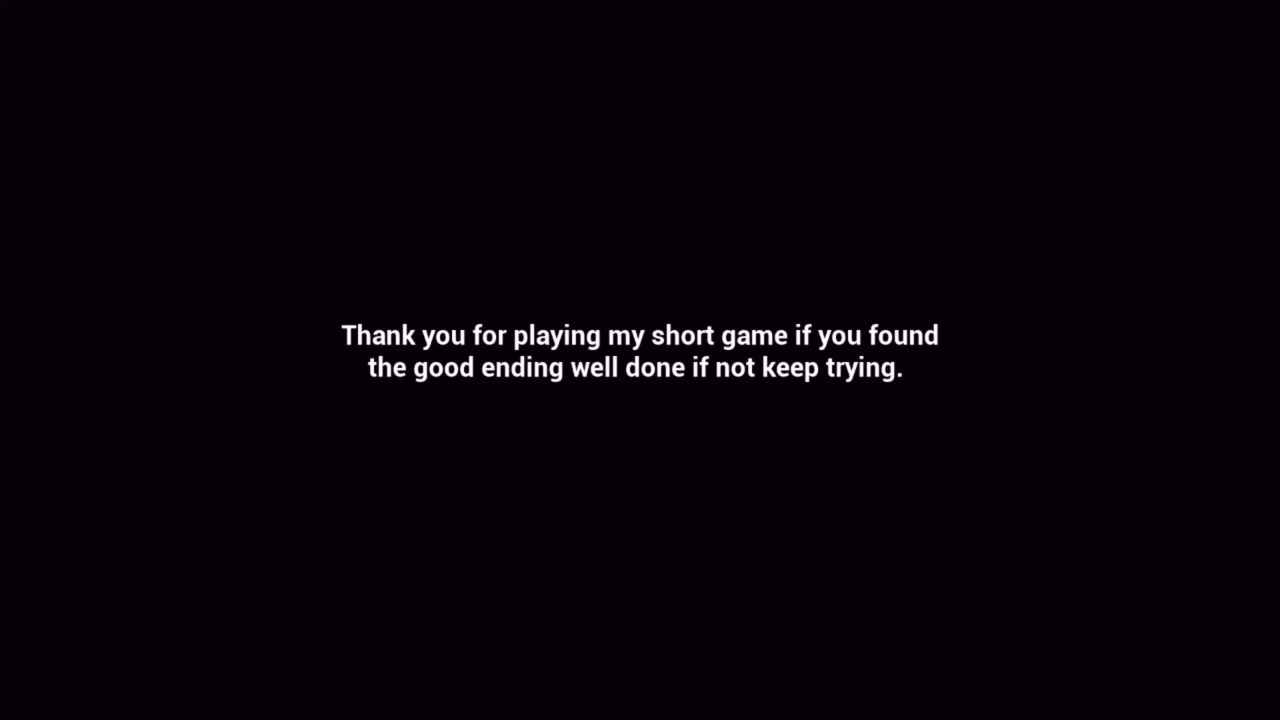 Thank you for playing my short game if you found
the good ending well done if not keep trying.